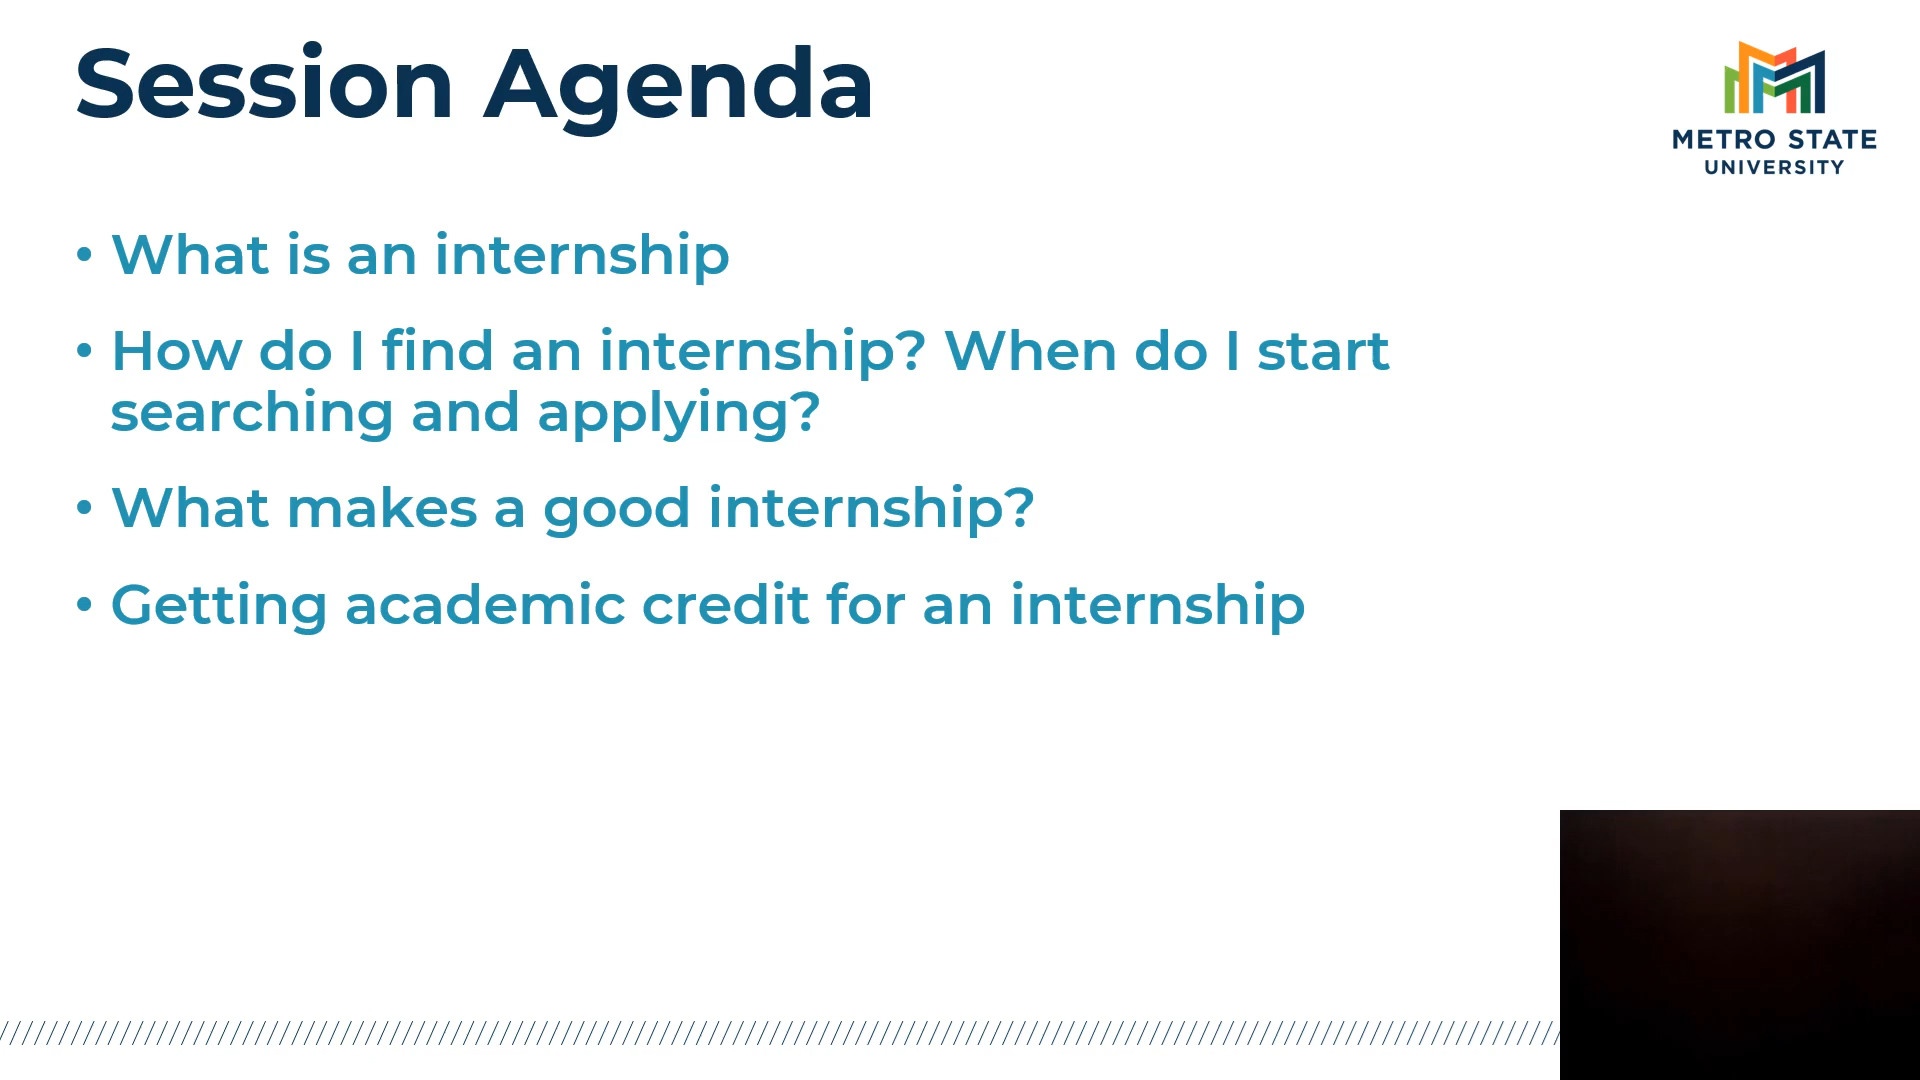 Session Agenda
METRO STATE
UNIVERSITY
• What is an internship
• How do I find an internship? When do I start
searching and applying?
• What makes a good internship?
• Getting academic credit for an internship